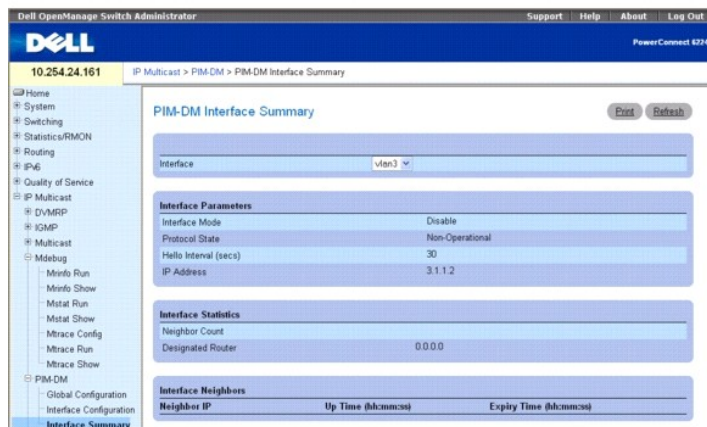 Dell OpenManage Switch Administrator
Support Help About Log Out
DELL
PowerConnect 6224
10.254.24.161
IP Multicast > PIM-DM > PIM-DM Interface Summary
Home
System
Switching
Statistics/RMON
Routing
IPv6
Quality of Service
IP Multicast
DVMRP
IGMP
Multicast
Mdebug
Mrinfo Run
Mrinfo Show
Mstat Run
Mstat Show
Mtrace Config
Mtrace Run
Mtrace Show
PIM-DM
Global Configuration
Interface Configuration
Interface Summary
PIM-DM Interface Summary
Print Refresh
Interface vlan3
Interface Parameters
Interface Mode Disable
Protocol State Non-Operational
Hello Interval (secs) 30
IP Address 3.1.1.2
Interface Statistics
Neighbor Count
Designated Router 0.0.0.0
Interface Neighbors
Neighbor IP Up Time (hh:mm:ss) Expiry Time (hh:mm:ss)